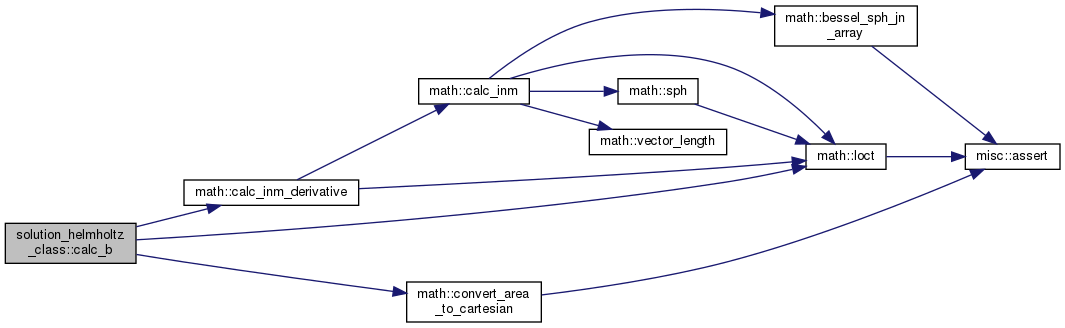 math::bessel_sph_jn
_array
math::calc_inm
math::sph
math::vector_length
math::loct
misc::assert
math::calc_inm_derivative
solution_helmholtz
_class::calc_b
math::convert_area
_to_cartesian